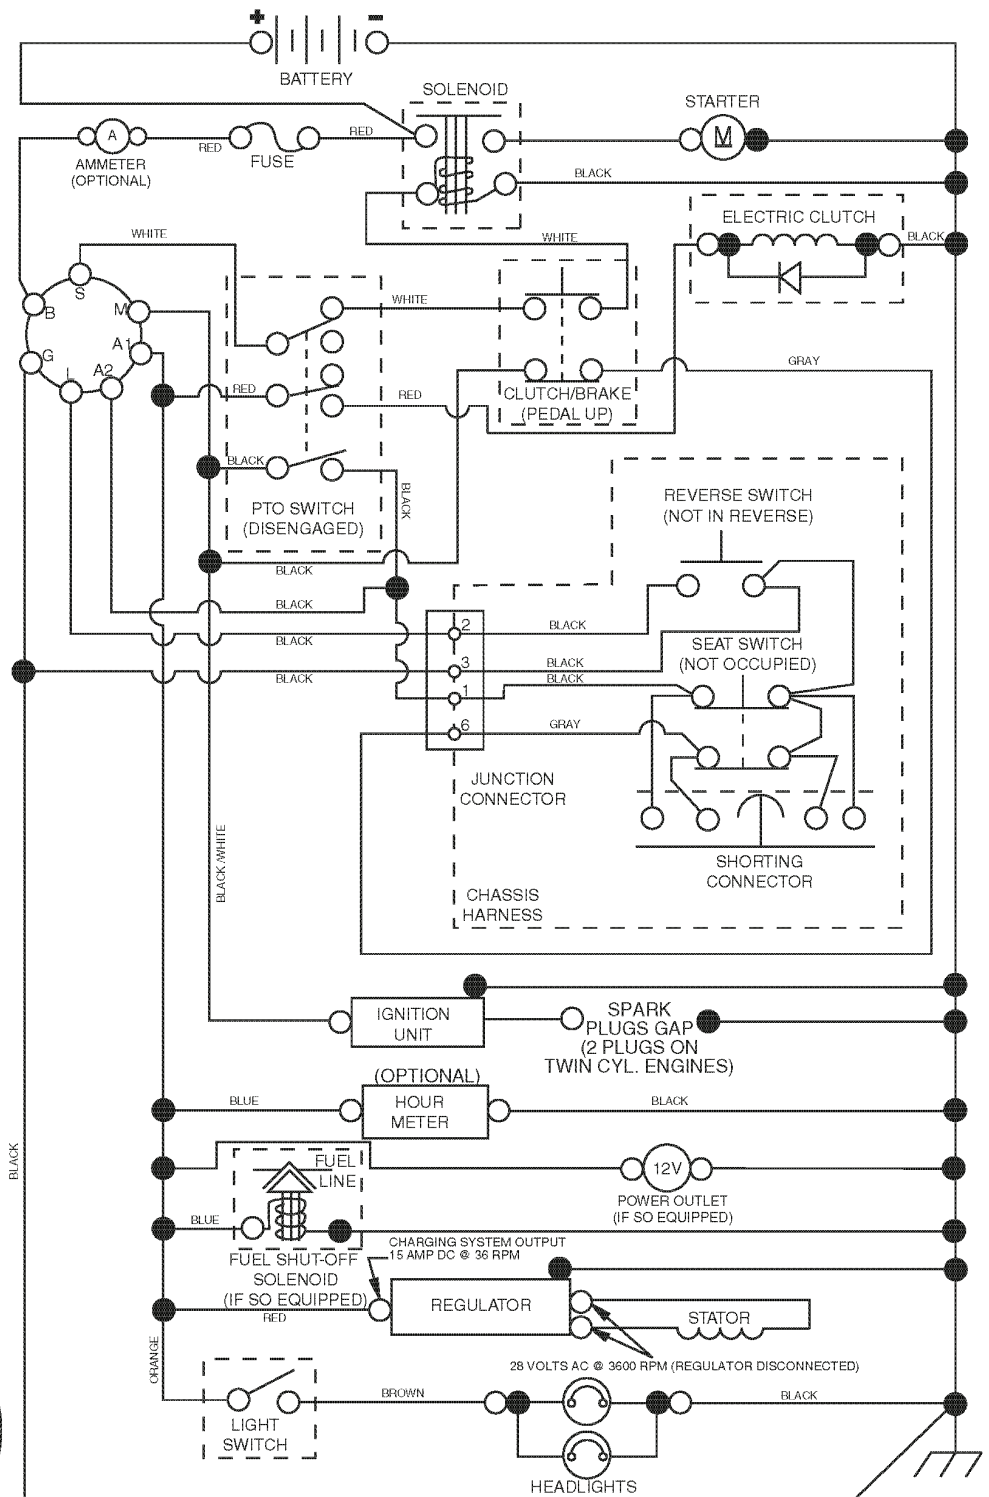 + -
BATTERY
SOLENOID
STARTER
M
A
RED
RED
AMMETER
(OPTIONAL)
FUSE
BLACK
ELECTRIC CLUTCH
BLACK
WHITE
WHITE
S
B
M
WHITE
A1
G
A2
L
GRAY
RED
RED
CLUTCH/BRAKE
(PEDAL UP)
BLACK
BLACK
PTO SWITCH
(DISENGAGED)
REVERSE SWITCH
(NOT IN REVERSE)
BLACK
BLACK
2
BLACK
BLACK
SEAT SWITCH
(NOT OCCUPIED)
3
BLACK
BLACK
BLACK
1
6
GRAY
JUNCTION
CONNECTOR
BLACK/WHITE
SHORTING
CONNECTOR
CHASSIS
HARNESS
IGNITION
UNIT
SPARK
PLUGS GAP
(2 PLUGS ON
TWIN CYL. ENGINES)
(OPTIONAL)
BLUE
HOUR
METER
BLACK
BLACK
FUEL
LINE
12V
POWER OUTLET
(IF SO EQUIPPED)
BLUE
CHARGING SYSTEM OUTPUT
15 AMP DC @ 36 RPM
FUEL SHUT-OFF
SOLENOID
(IF SO EQUIPPED)
RED
REGULATOR
STATOR
28 VOLTS AC @ 3600 RPM (REGULATOR DISCONNECTED)
ORANGE
BROWN
BLACK
LIGHT
SWITCH
HEADLIGHTS